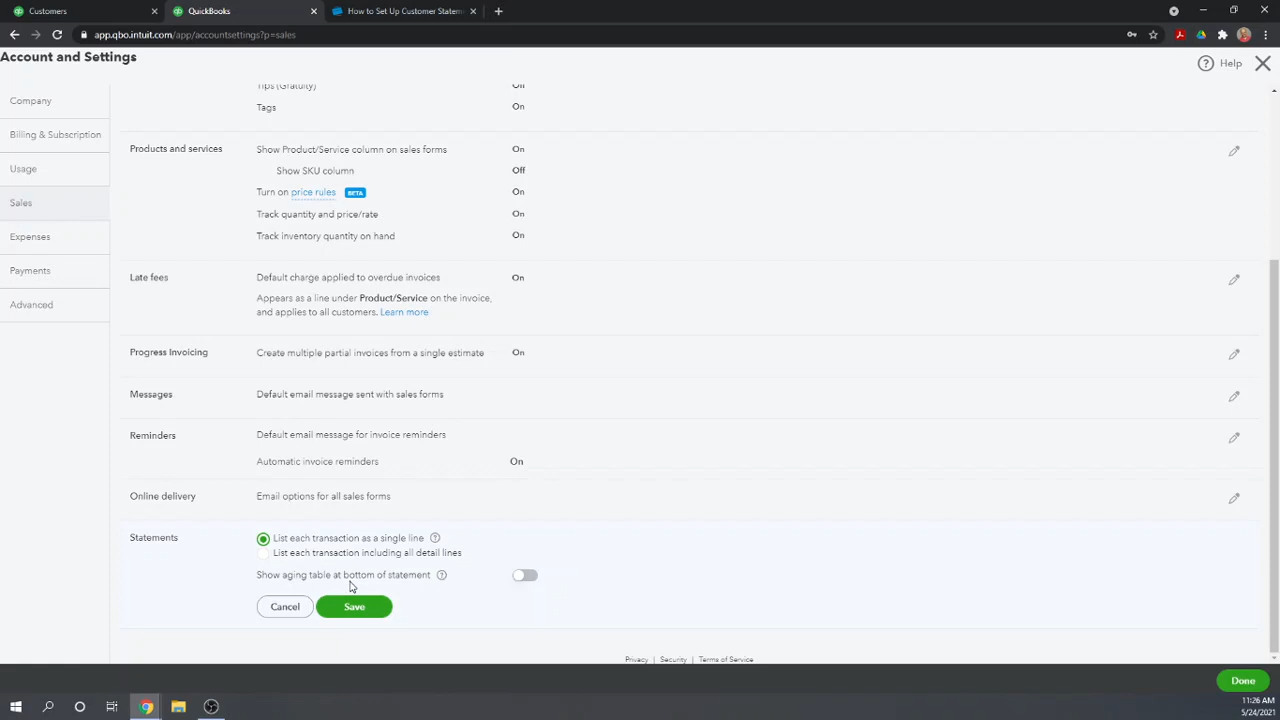 Customers
QuickBooks
How to Set Up Customer Statem
app.qbo.intuit.com/app/accountsettings?p=sales
Account and Settings
Help
Company
Billing & Subscription
Usage
Sales
Expenses
Payments
Advanced
Tips (Gratuity) Off
Tags On
Products and services Show Product/Service column on sales forms On
Show SKU column Off
Turn on price rules BETA On
Track quantity and price/rate On
Track inventory quantity on hand On
Late fees Default charge applied to overdue invoices On
Appears as a line under Product/Service on the invoice,
and applies to all customers. Learn more
Progress Invoicing Create multiple partial invoices from a single estimate On
Messages Default email message sent with sales forms
Reminders Default email message for invoice reminders
Automatic invoice reminders On
Online delivery Email options for all sales forms
Statements List each transaction as a single line
List each transaction including all detail lines
Show aging table at bottom of statement
Cancel Save
Privacy | Security | Terms of Service
Done
11:26 AM
5/24/2021